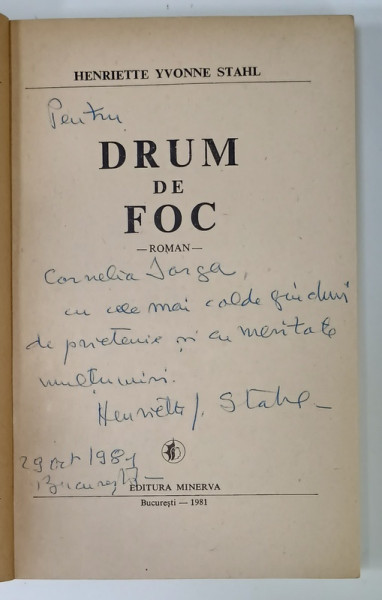 HENRIETTE YVONNE STAHL
Pentru
DRUM
DE
FOC
—ROMAN—
Cornelia Iorga,
cu cele mai calde gânduri
de prietenie și cu meritate
mulțumiri.
Henriette Y. Stahl
29 oct 1981
București
EDITURA MINERVA
București — 1981